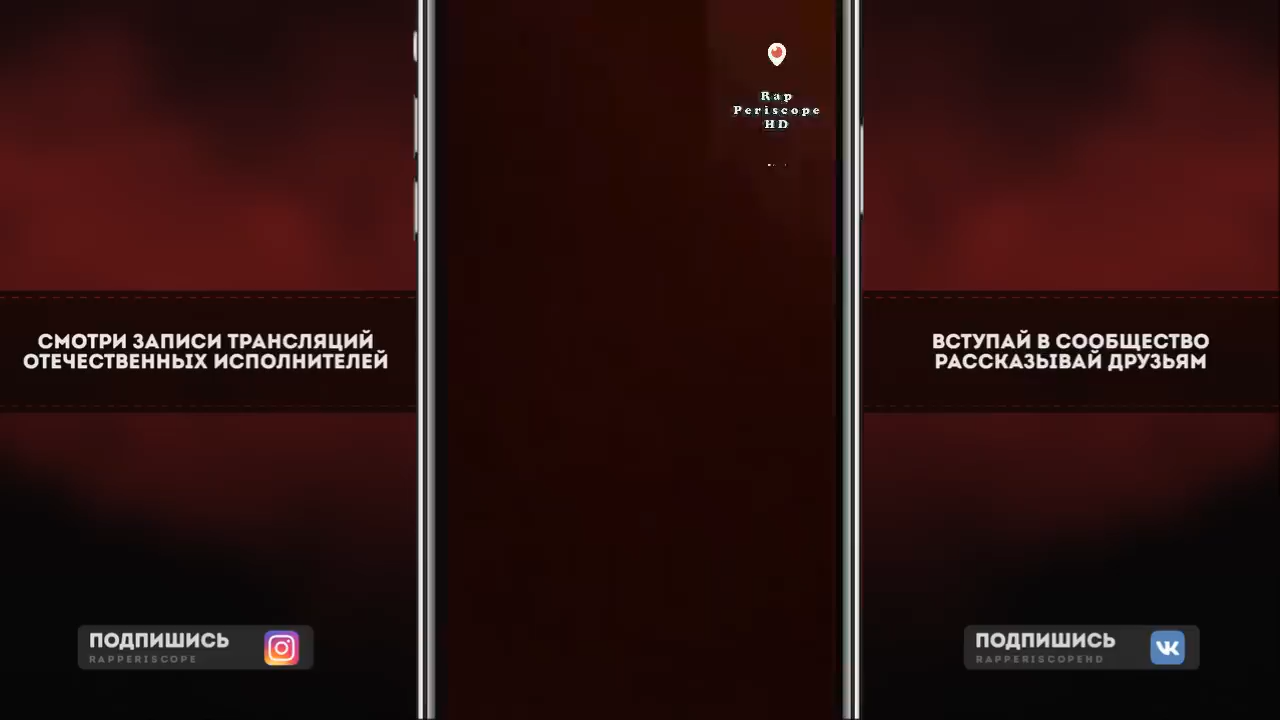 Rap
Periscope
HD
СМОТРИ ЗАПИСИ ТРАНСЛЯЦИЙ
ОТЕЧЕСТВЕННЫХ ИСПОЛНИТЕЛЕЙ
ВСТУПАЙ В СООБЩЕСТВО
РАССКАЗЫВАЙ ДРУЗЬЯМ
ПОДПИШИСЬ
RAPPERISCOPE
ПОДПИШИСЬ
RAPPERISCOPEHD